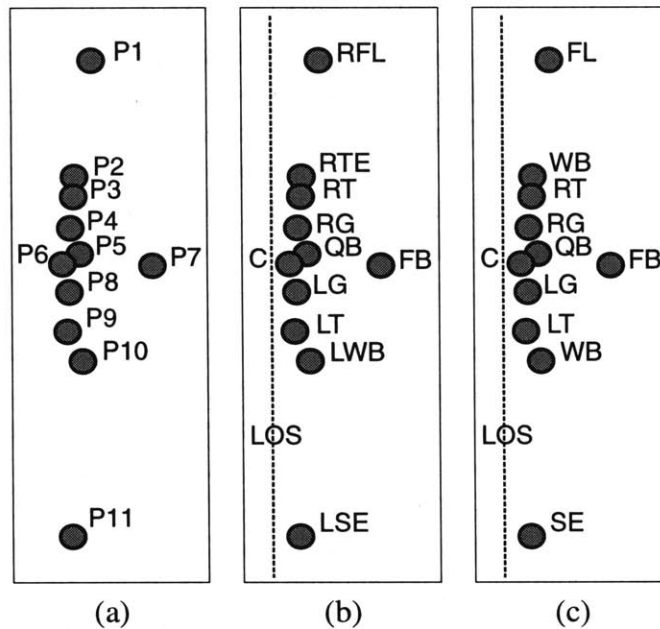 P1
P2
P3
P4
P5
P6
P7
P8
P9
P10
P11
(a)
RFL
RTE
RT
RG
QB
C
FB
LG
LT
LWB
LOS
LSE
(b)
FL
WB
RT
RG
QB
C
FB
LG
LT
WB
LOS
SE
(c)